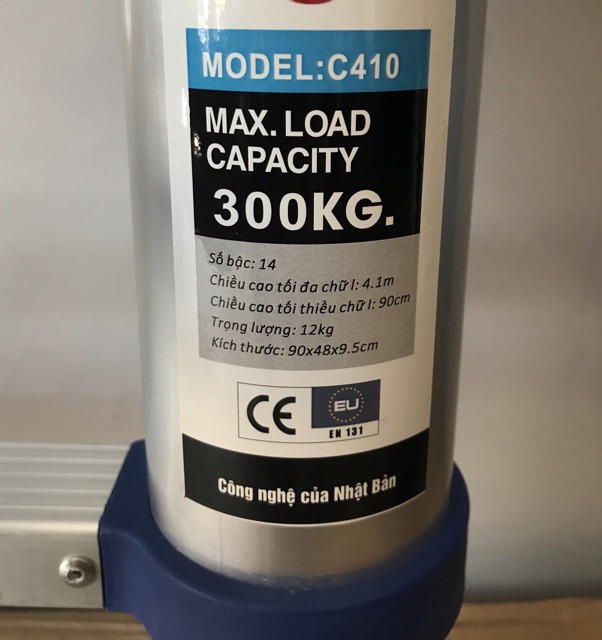 MODEL:C410
MAX. LOAD
CAPACITY
300KG.
Số bậc: 14
Chiều cao tối đa chữ I: 4.1m
Chiều cao tối thiều chữ I: 90cm
Trọng lượng: 12kg
Kích thước: 90x48x9.5cm
CE EU
EN 131
Công nghệ của Nhật Bản